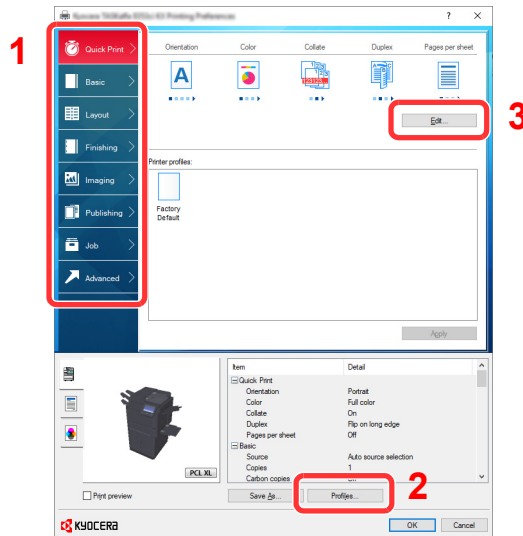 Printing Preferences
? ×
1
Quick Print
Basic
Layout
Finishing
Imaging
Publishing
Job
Advanced
Orientation Color Collate Duplex Pages per sheet
A
123123
Edit...
3
Printer profiles:
Factory
Default
Apply
Item Detail
Quick Print
Orientation Portrait
Color Full color
Collate On
Duplex Flip on long edge
Pages per sheet Off
Basic
Source Auto source selection
Copies 1
Carbon copies
PCL XL
Print preview
Save As...
Profiles...
2
KYOCERA
OK Cancel